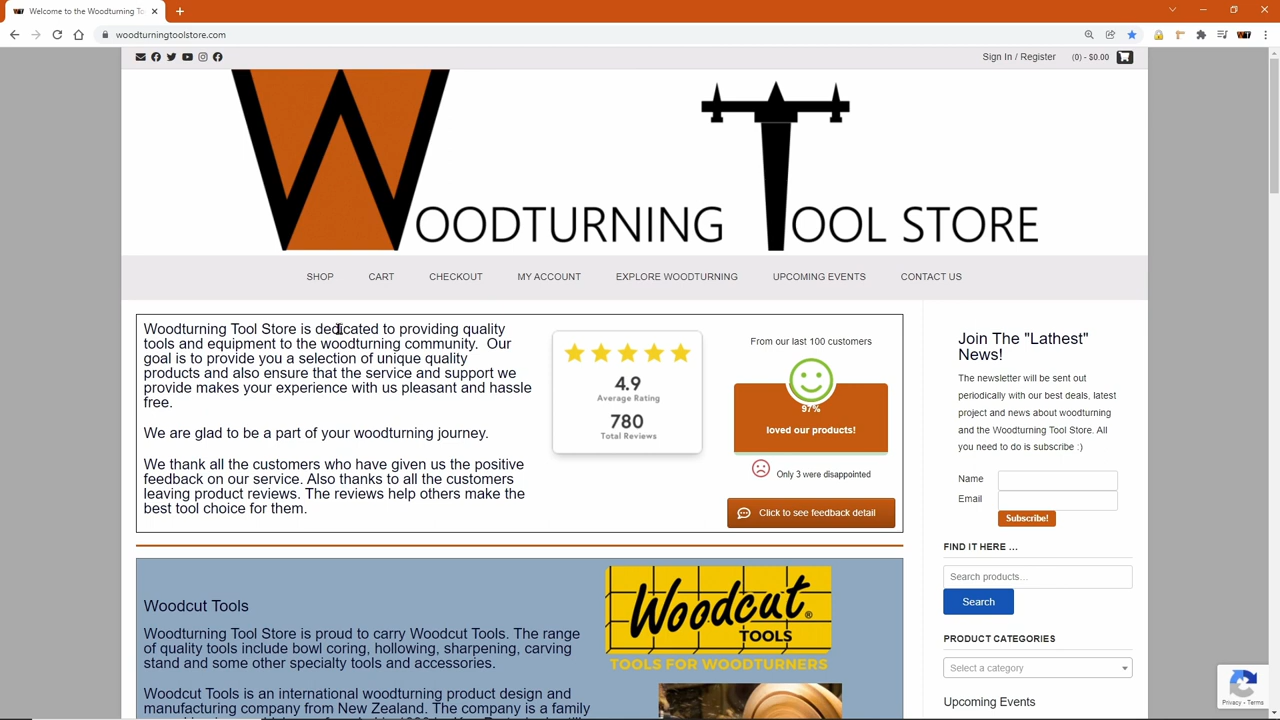 Welcome to the Woodturning To
woodturningtoolstore.com
Sign In / Register
(0) - $0.00
WOODTURNING TOOL STORE
SHOP
CART
CHECKOUT
MY ACCOUNT
EXPLORE WOODTURNING
UPCOMING EVENTS
CONTACT US
Woodturning Tool Store is dedicated to providing quality
tools and equipment to the woodturning community. Our
goal is to provide you a selection of unique quality
products and also ensure that the service and support we
provide makes your experience with us pleasant and hassle
free.
We are glad to be a part of your woodturning journey.
We thank all the customers who have given us the positive
feedback on our service. Also thanks to all the customers
leaving product reviews. The reviews help others make the
best tool choice for them.
4.9
Average Rating
780
Total Reviews
From our last 100 customers
97%
loved our products!
Only 3 were disappointed
Click to see feedback detail
Join The "Lathest"
News!
The newsletter will be sent out
periodically with our best deals, latest
project and news about woodturning
and the Woodturning Tool Store. All
you need to do is subscribe :)
Name
Email
Subscribe!
FIND IT HERE ...
Search products...
Search
PRODUCT CATEGORIES
Select a category
Upcoming Events
Woodcut Tools
Woodturning Tool Store is proud to carry Woodcut Tools. The range
of quality tools include bowl coring, hollowing, sharpening, carving
stand and some other specialty tools and accessories.
Woodcut Tools is an international woodturning product design and
manufacturing company from New Zealand. The company is a family
Woodcut®
TOOLS
TOOLS FOR WOODTURNERS
Privacy - Terms